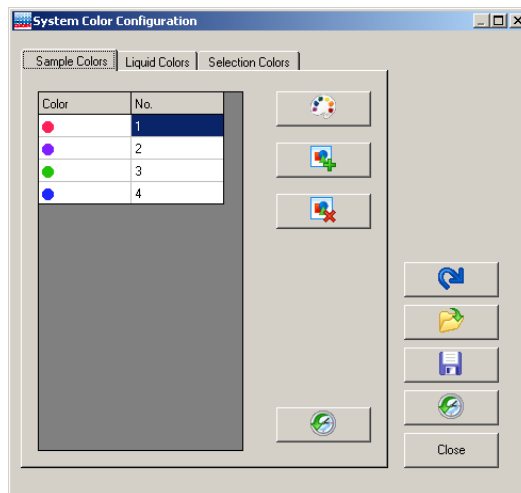 System Color Configuration
Sample Colors Liquid Colors Selection Colors
Color No.
1
2
3
4
Close